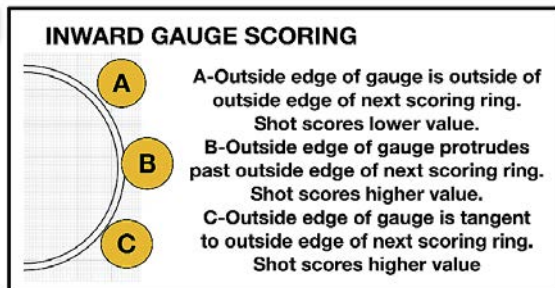 INWARD GAUGE SCORING
A
B
C
A-Outside edge of gauge is outside of
outside edge of next scoring ring.
Shot scores lower value.
B-Outside edge of gauge protrudes
past outside edge of next scoring ring.
Shot scores higher value.
C-Outside edge of gauge is tangent
to outside edge of next scoring ring.
Shot scores higher value